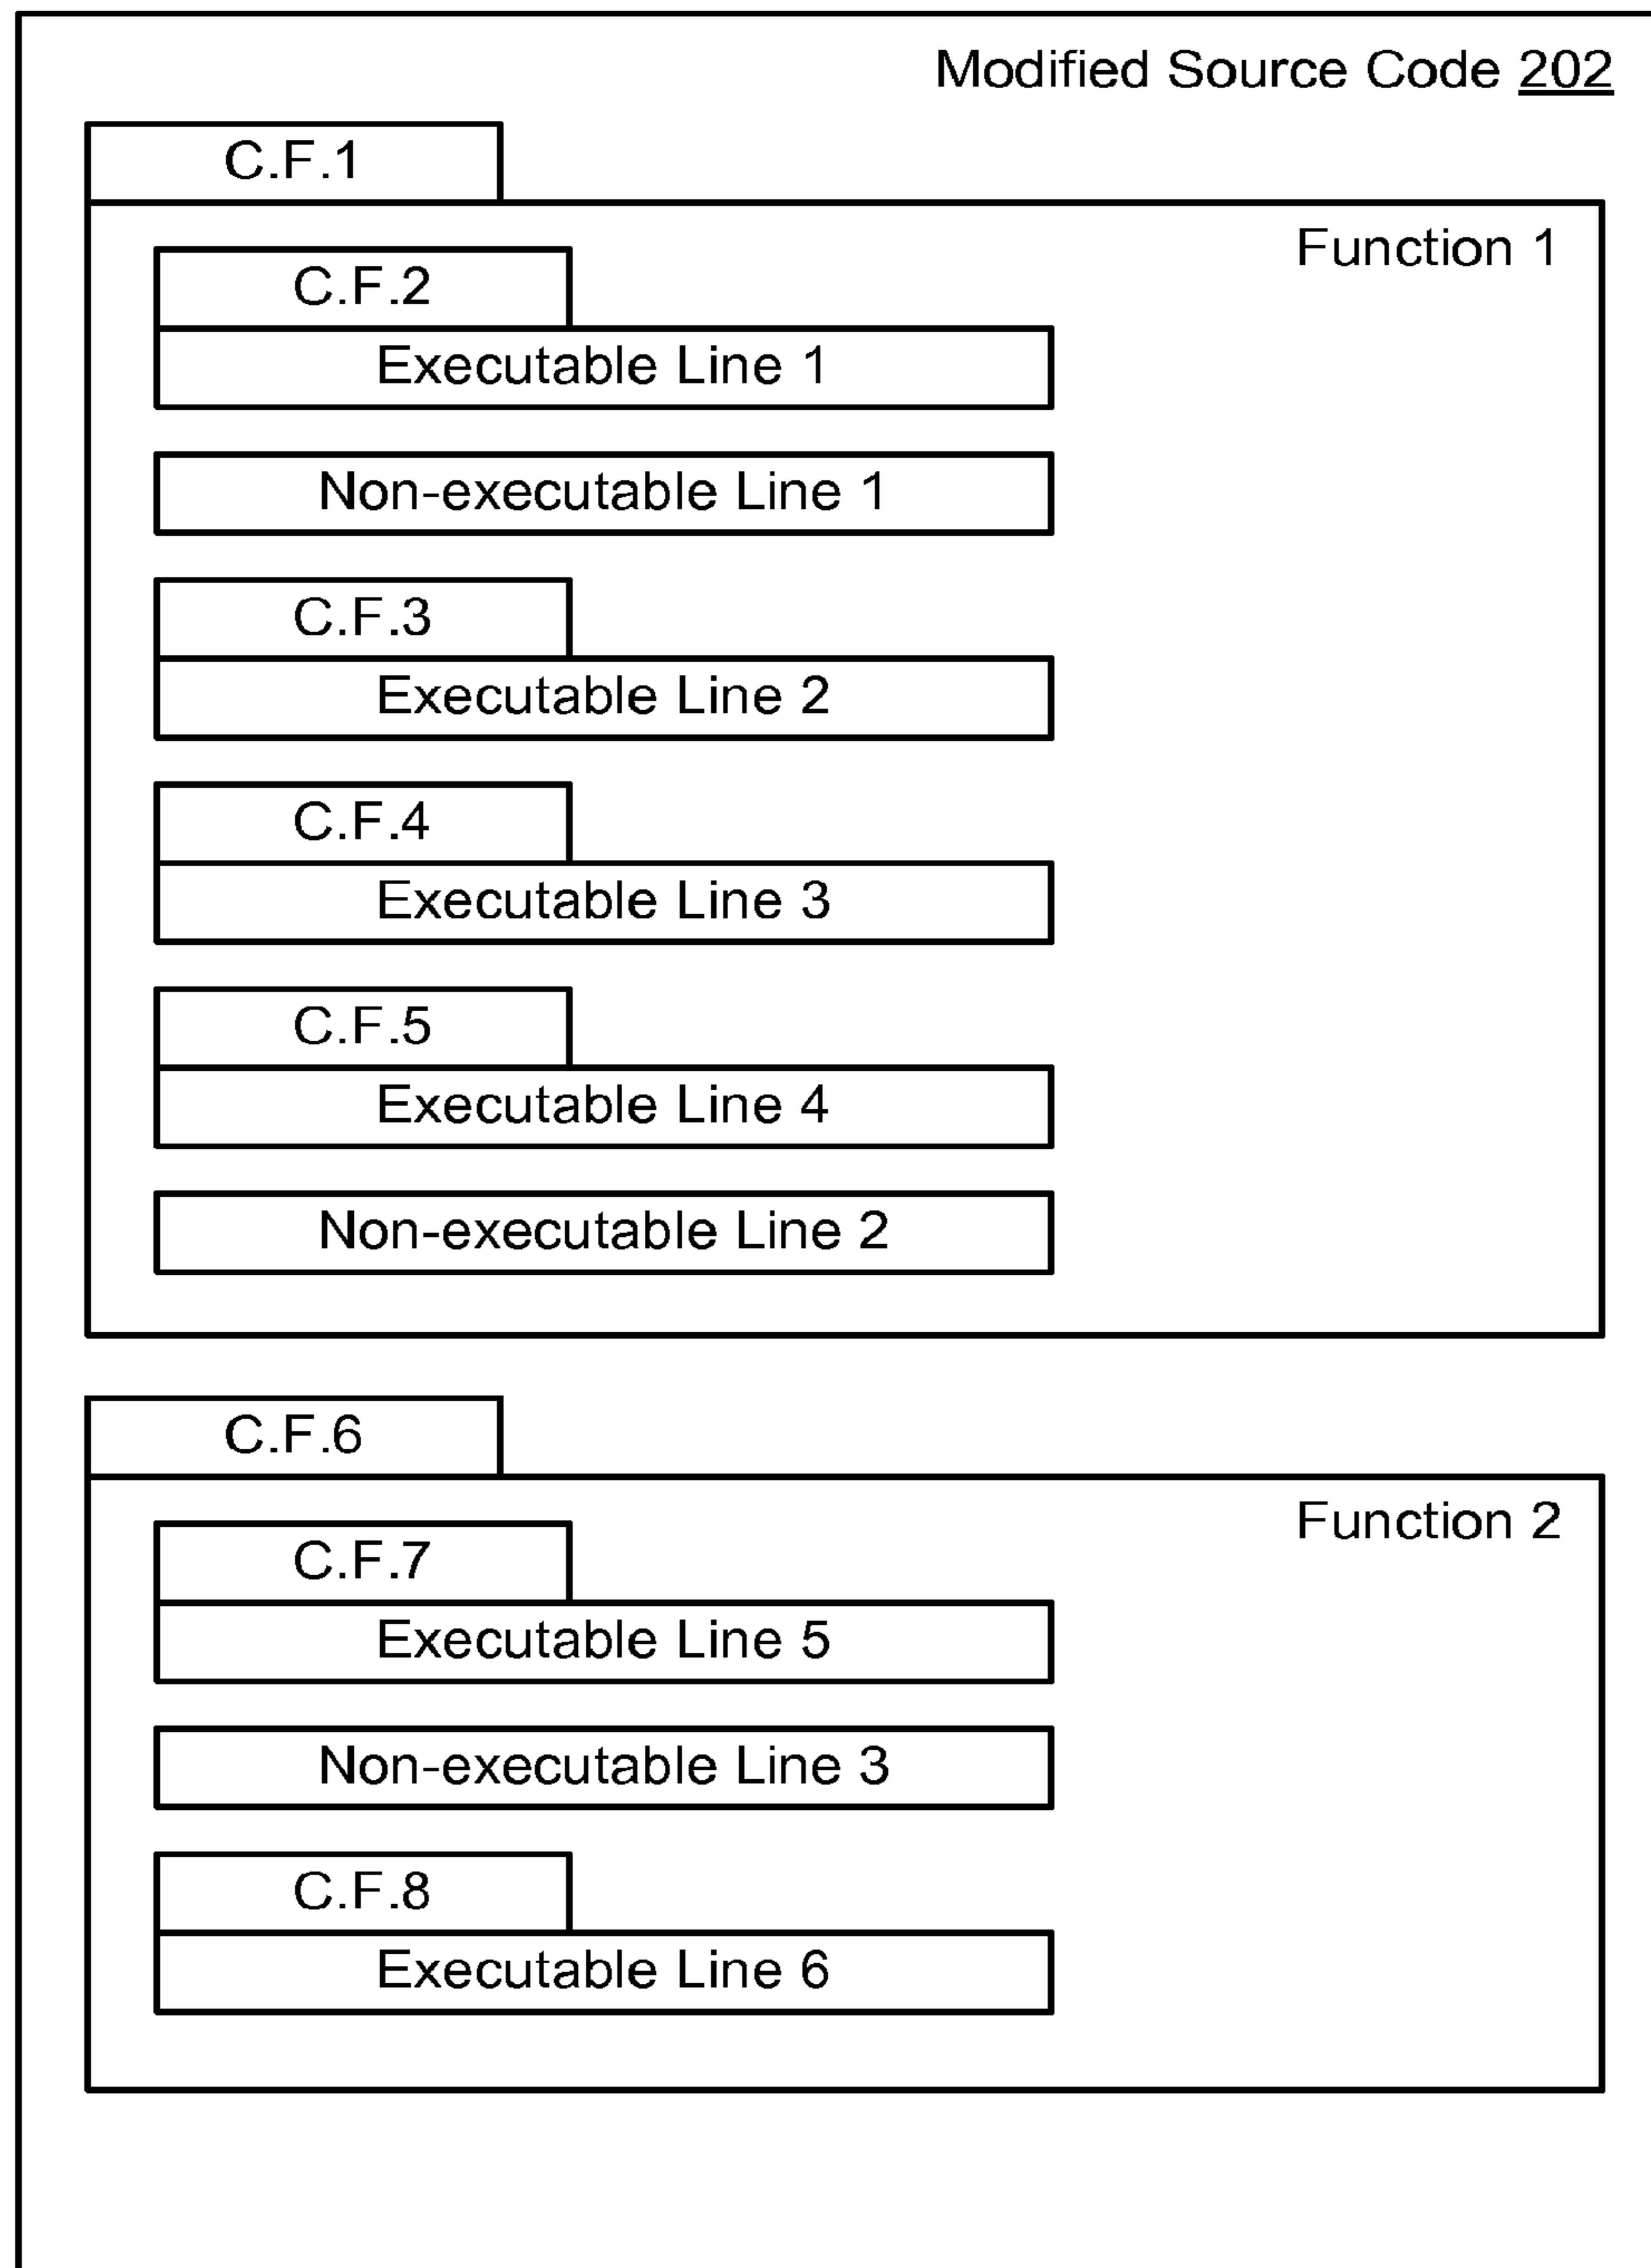 Modified Source Code 202
C.F.1
Function 1
C.F.2
Executable Line 1
Non-executable Line 1
C.F.3
Executable Line 2
C.F.4
Executable Line 3
C.F.5
Executable Line 4
Non-executable Line 2
C.F.6
Function 2
C.F.7
Executable Line 5
Non-executable Line 3
C.F.8
Executable Line 6